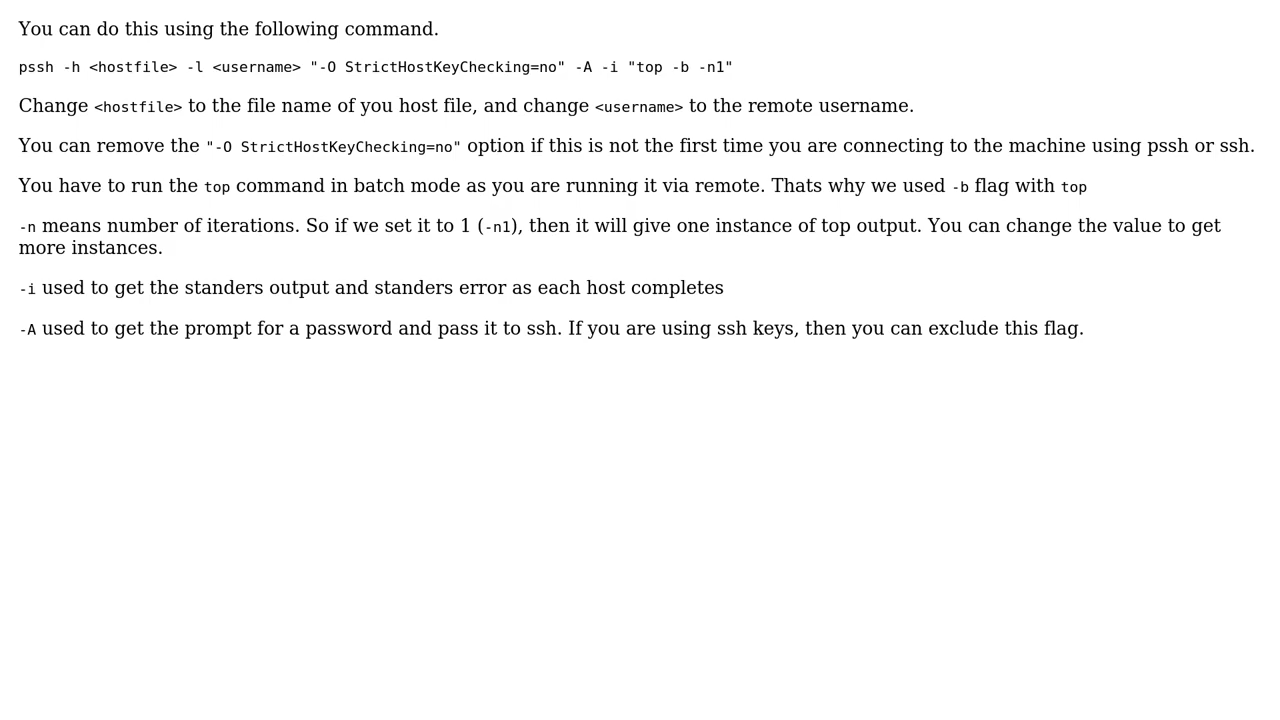 You can do this using the following command.
pssh -h <hostfile> -l <username> "-O StrictHostKeyChecking=no" -A -i "top -b -n1"
Change <hostfile> to the file name of you host file, and change <username> to the remote username.
You can remove the "-O StrictHostKeyChecking=no" option if this is not the first time you are connecting to the machine using pssh or ssh.
You have to run the top command in batch mode as you are running it via remote. Thats why we used -b flag with top
-n means number of iterations. So if we set it to 1 (-n1), then it will give one instance of top output. You can change the value to get
more instances.
-i used to get the standers output and standers error as each host completes
-A used to get the prompt for a password and pass it to ssh. If you are using ssh keys, then you can exclude this flag.